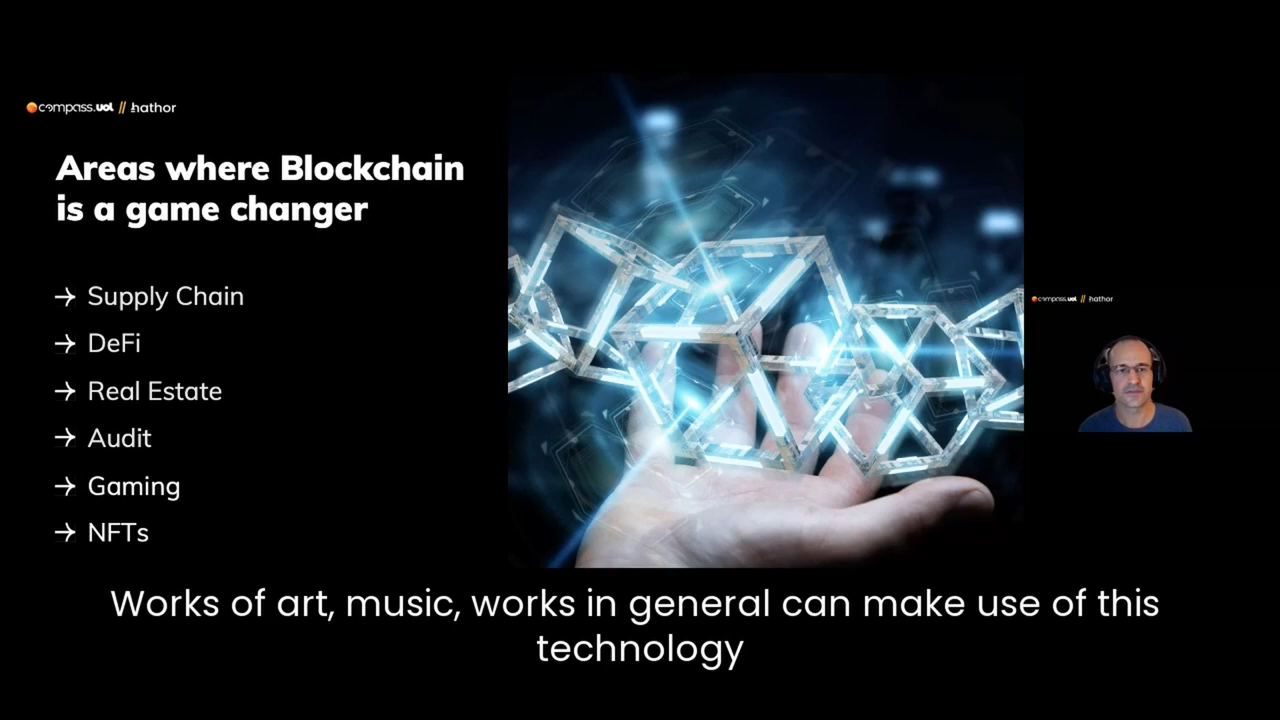 compass.uol // hathor
Areas where Blockchain
is a game changer
→ Supply Chain
→ DeFi
→ Real Estate
→ Audit
→ Gaming
→ NFTs
compass.uol // hathor
Works of art, music, works in general can make use of this
technology